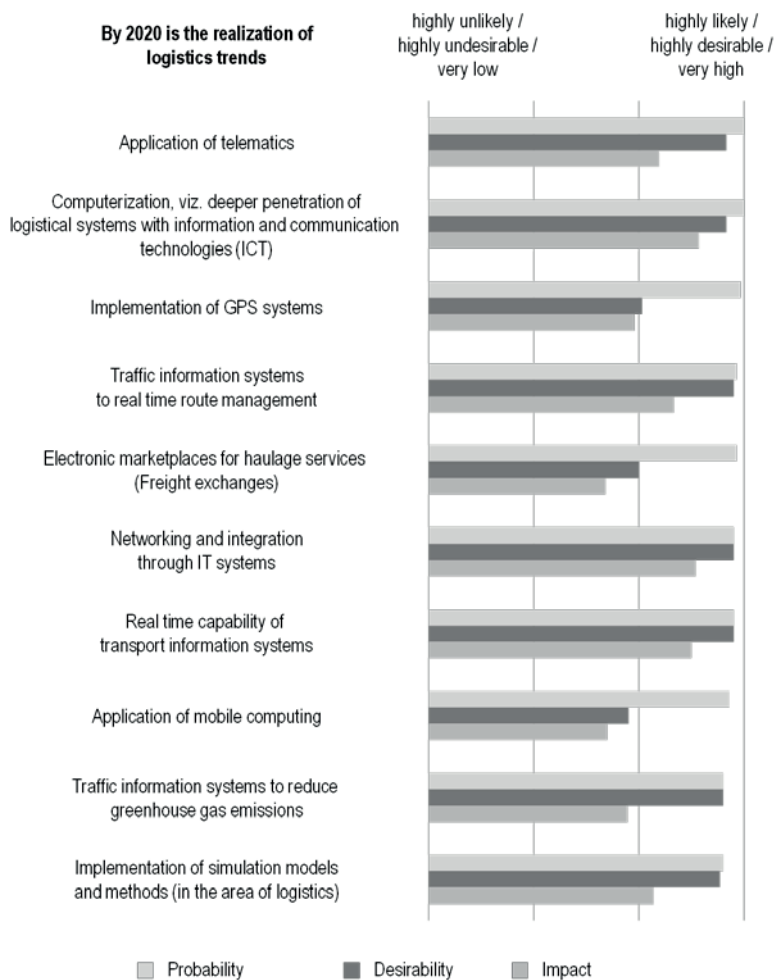 By 2020 is the realization of
logistics trends
highly unlikely /
highly undesirable /
very low
highly likely /
highly desirable /
very high
Application of telematics
Computerization, viz. deeper penetration of
logistical systems with information and communication
technologies (ICT)
Implementation of GPS systems
Traffic information systems
to real time route management
Electronic marketplaces for haulage services
(Freight exchanges)
Networking and integration
through IT systems
Real time capability of
transport information systems
Application of mobile computing
Traffic information systems to reduce
greenhouse gas emissions
Implementation of simulation models
and methods (in the area of logistics)
Probability
Desirability
Impact